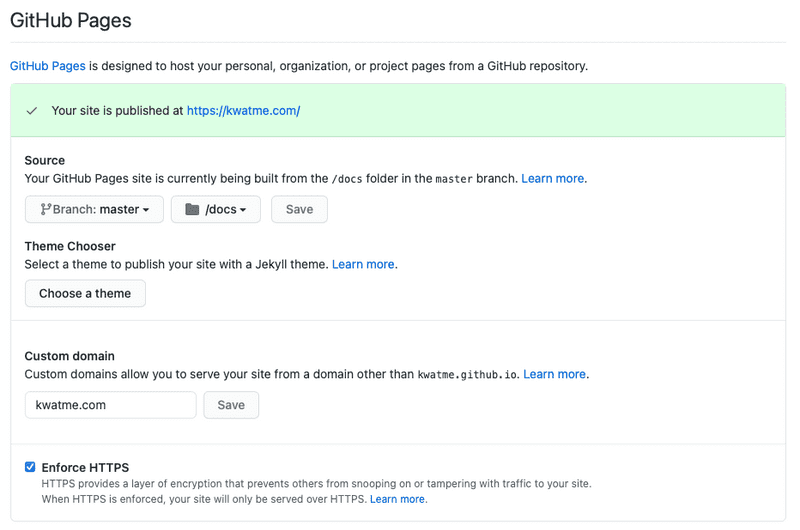 GitHub Pages
GitHub Pages is designed to host your personal, organization, or project pages from a GitHub repository.
Your site is published at https://kwatme.com/
Source
Your GitHub Pages site is currently being built from the /docs folder in the master branch. Learn more.
Branch: master /docs Save
Theme Chooser
Select a theme to publish your site with a Jekyll theme. Learn more.
Choose a theme
Custom domain
Custom domains allow you to serve your site from a domain other than kwatme.github.io. Learn more.
kwatme.com Save
Enforce HTTPS
HTTPS provides a layer of encryption that prevents others from snooping on or tampering with traffic to your site.
When HTTPS is enforced, your site will only be served over HTTPS. Learn more.